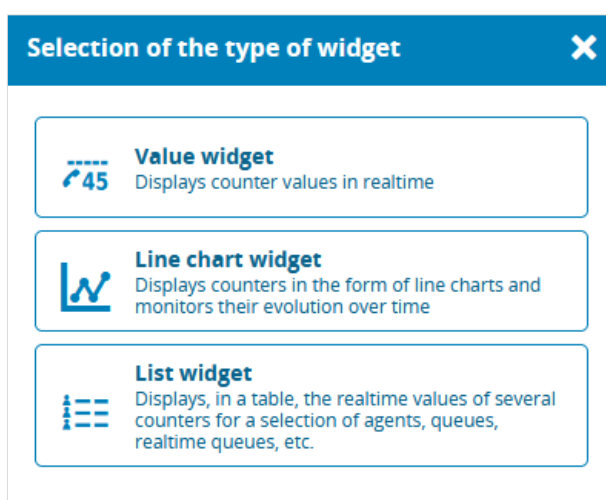 Selection of the type of widget
45
Value widget
Displays counter values in realtime
Line chart widget
Displays counters in the form of line charts and
monitors their evolution over time
List widget
Displays, in a table, the realtime values of several
counters for a selection of agents, queues,
realtime queues, etc.